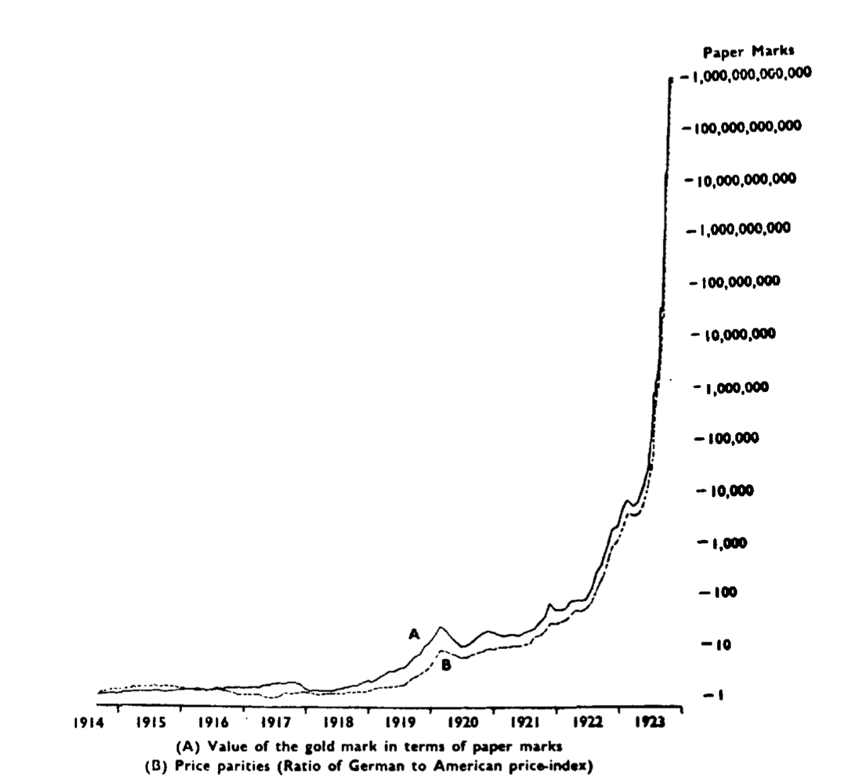 Paper Marks
1,000,000,000,000
100,000,000,000
10,000,000,000
1,000,000,000
100,000,000
10,000,000
1,000,000
100,000
10,000
1,000
100
A
10
B
1
1914 1915 1916 1917 1918 1919 1920 1921 1922 1923
(A) Value of the gold mark in terms of paper marks
(B) Price parities (Ratio of German to American price-index)